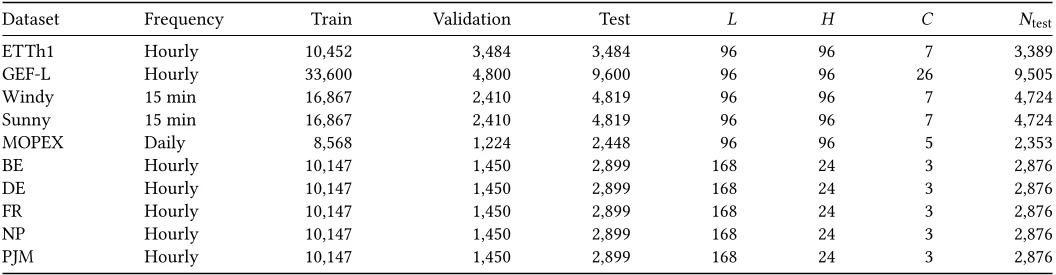 Dataset Frequency Train Validation Test L H C N_test
ETTh1 Hourly 10,452 3,484 3,484 96 96 7 3,389
GEF-L Hourly 33,600 4,800 9,600 96 96 26 9,505
Windy 15 min 16,867 2,410 4,819 96 96 7 4,724
Sunny 15 min 16,867 2,410 4,819 96 96 7 4,724
MOPEX Daily 8,568 1,224 2,448 96 96 5 2,353
BE Hourly 10,147 1,450 2,899 168 24 3 2,876
DE Hourly 10,147 1,450 2,899 168 24 3 2,876
FR Hourly 10,147 1,450 2,899 168 24 3 2,876
NP Hourly 10,147 1,450 2,899 168 24 3 2,876
PJM Hourly 10,147 1,450 2,899 168 24 3 2,876